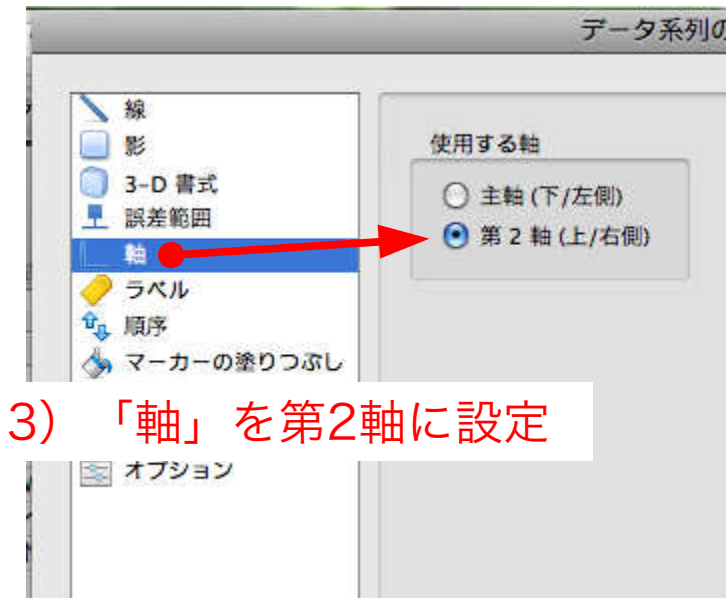 データ系列の
線
影
3-D 書式
誤差範囲
軸
ラベル
順序
マーカーの塗りつぶし
オプション
使用する軸
主軸 (下/左側)
第 2 軸 (上/右側)
3）「軸」を第2軸に設定